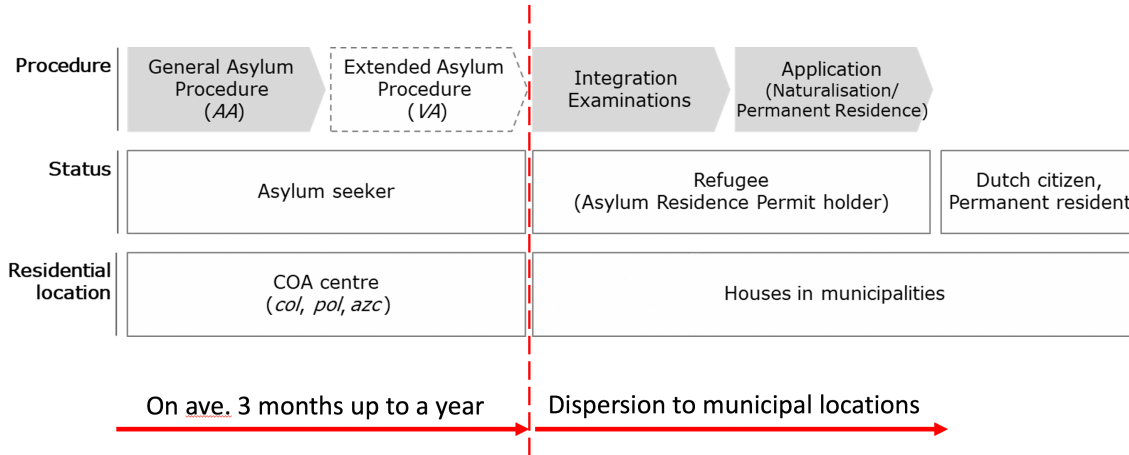 Procedure
General Asylum
Procedure
(AA)
Extended Asylum
Procedure
(VA)
Integration
Examinations
Application
(Naturalisation/
Permanent Residence)
Status
Asylum seeker
Refugee
(Asylum Residence Permit holder)
Dutch citizen,
Permanent resident
Residential
location
COA centre
(col, pol, azc)
Houses in municipalities
On ave. 3 months up to a year
Dispersion to municipal locations